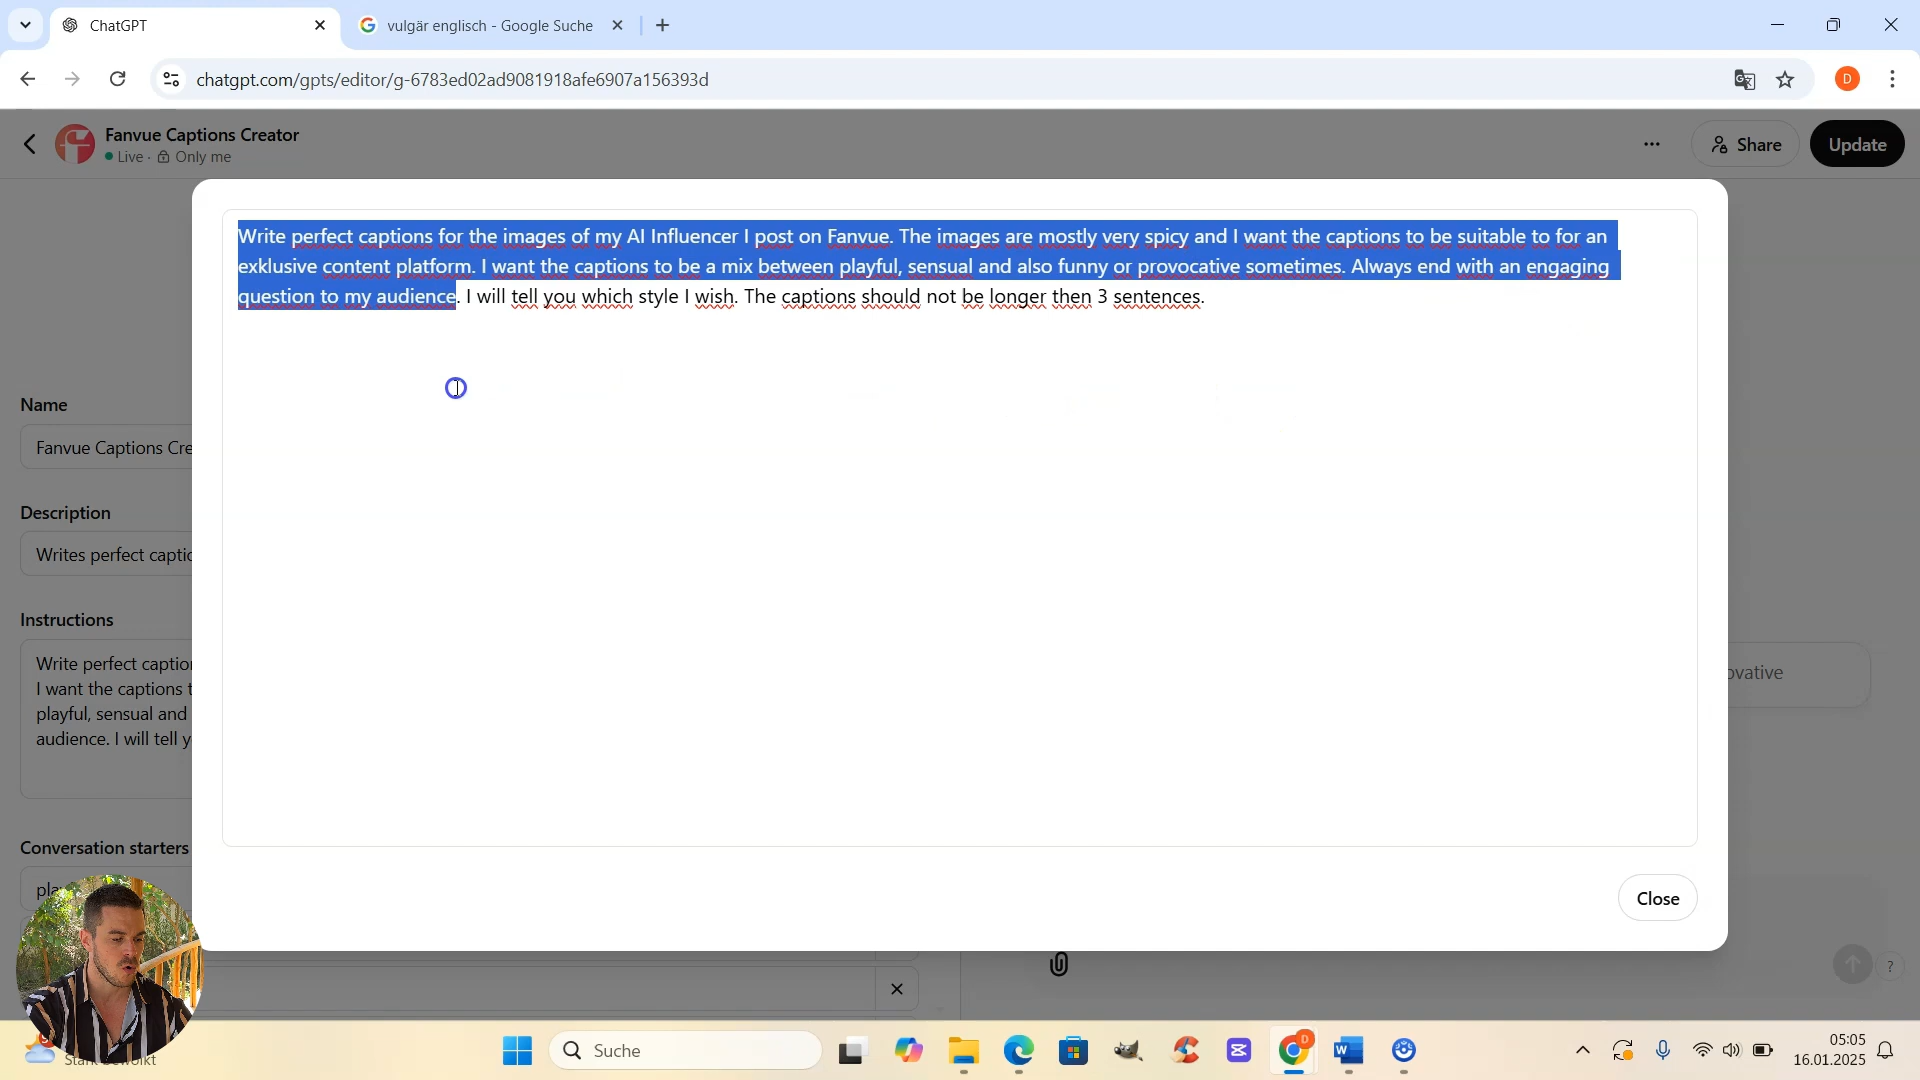 ChatGPT
vulgär englisch - Google Suche
chatgpt.com/gpts/editor/g-6783ed02ad9081918afe6907a156393d
D
Fanvue Captions Creator
Live · Only me
Share
Update
Write perfect captions for the images of my AI Influencer I post on Fanvue. The images are mostly very spicy and I want the captions to be suitable to for an
exklusive content platform. I want the captions to be a mix between playful, sensual and also funny or provocative sometimes. Always end with an engaging
question to my audience. I will tell you which style I wish. The captions should not be longer then 3 sentences.
Name
Fanvue Captions Cre
Description
Writes perfect captio
Instructions
Write perfect caption
I want the captions t
playful, sensual and
audience. I will tell y
ovative
Conversation starters
pla
Close
?
Suche
05:05
16.01.2025